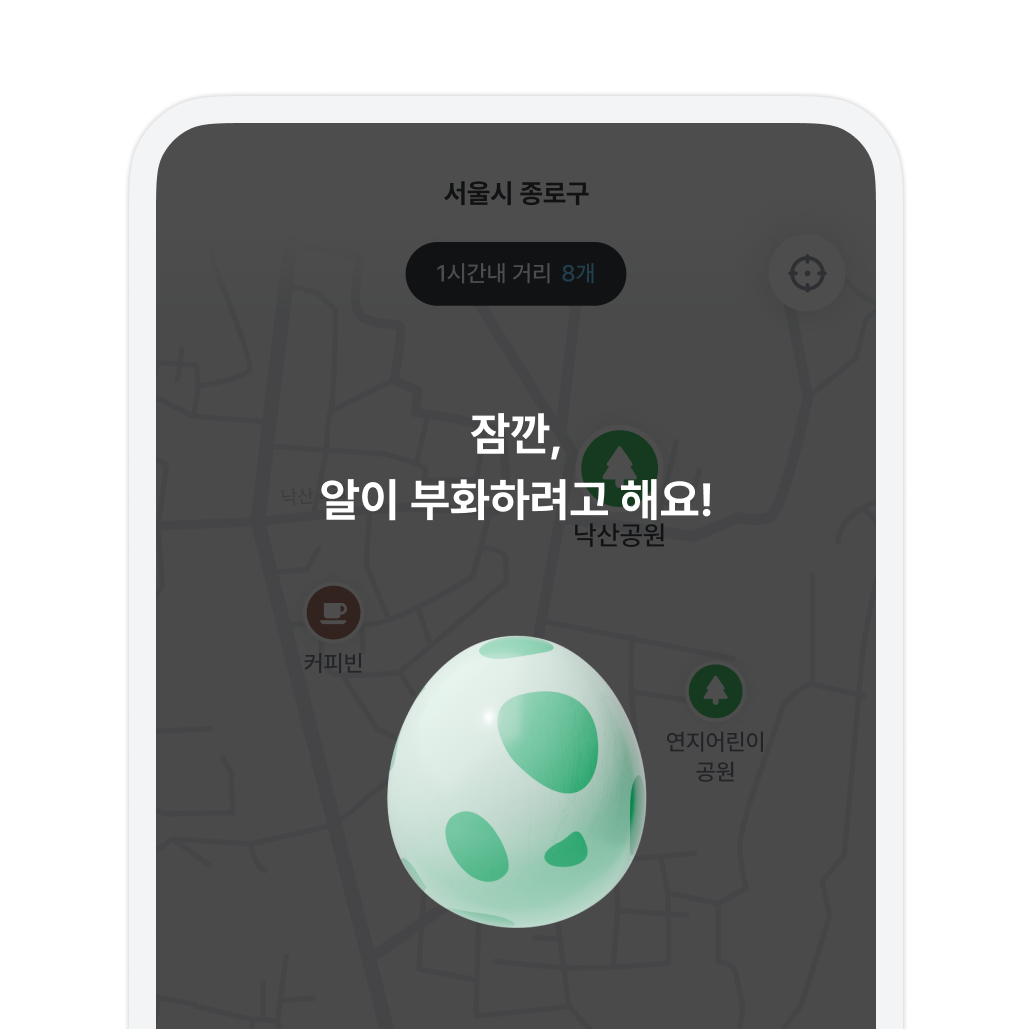 서울시 종로구
1시간내 거리 8개
잠깐,
낙산
알이 부화하려고 해요!
낙산공원
커피빈
연지어린이
공원